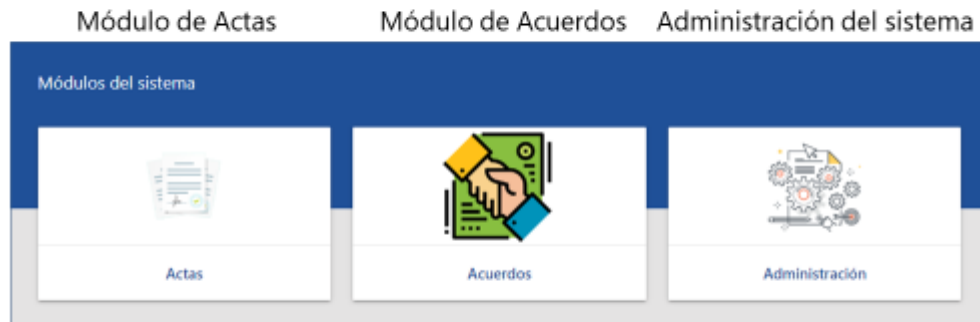 Módulo de Actas Módulo de Acuerdos Administración del sistema
Módulos del sistema
Actas Acuerdos Administración